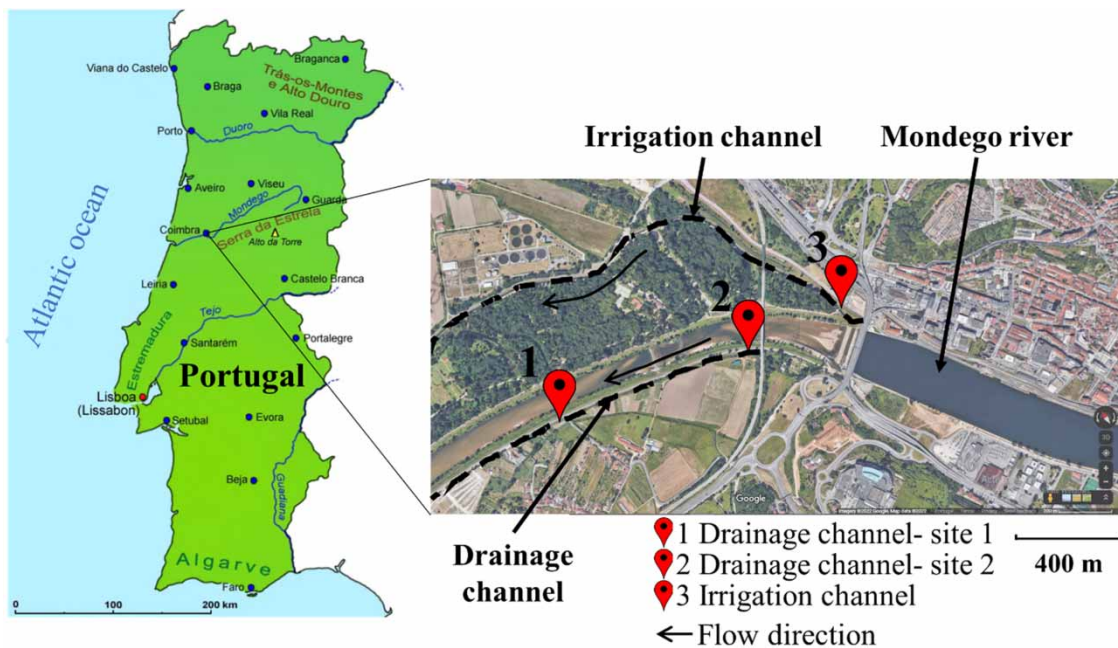 Atlantic ocean
Braganca
Viana do Castelo
Trás-os-Montes
e Alto Douro
Braga
Vila Real
Porto
Duoro
Aveiro
Viseu
Mondego
Guarda
Coimbra
Serra da Estréla
Alto da Torre
Castelo Branca
Leiria
Tejo
Estremadura
Santarém
Portalegre
Portugal
Lisboa
(Lissabon)
Setubal
Evora
Beja
Guadiana
Algarve
Faro
0 100 200 km
Irrigation channel
Mondego river
3
2
1
Google
3D
Drainage
channel
1 Drainage channel- site 1
2 Drainage channel- site 2
3 Irrigation channel
Flow direction
400 m